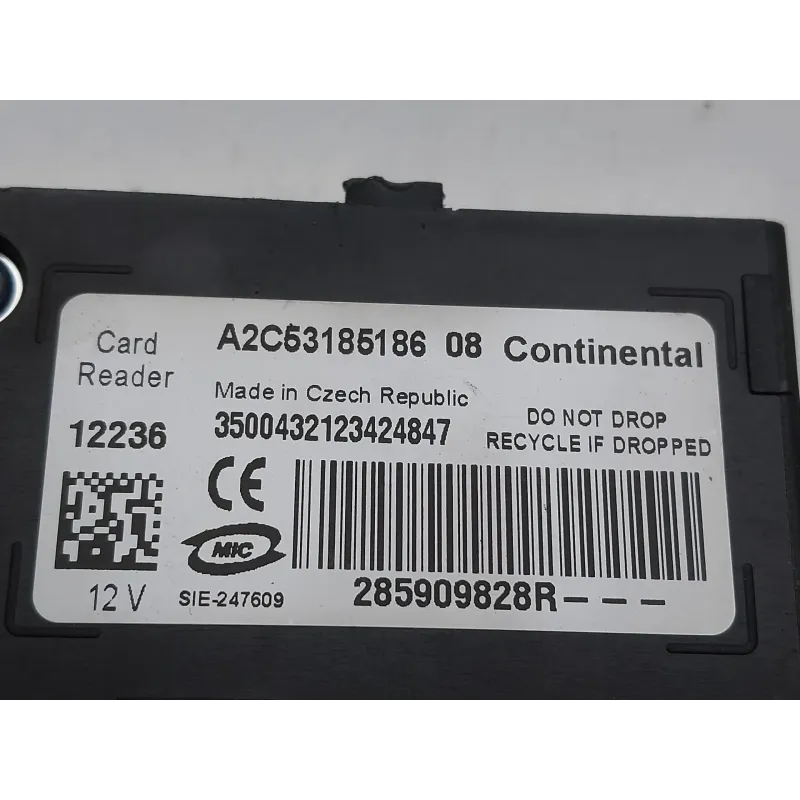 Card
Reader
A2C53185186 08 Continental
Made in Czech Republic
12236
3500432123424847
DO NOT DROP
RECYCLE IF DROPPED
CE
MIC
12 V
SIE-247609
285909828R---